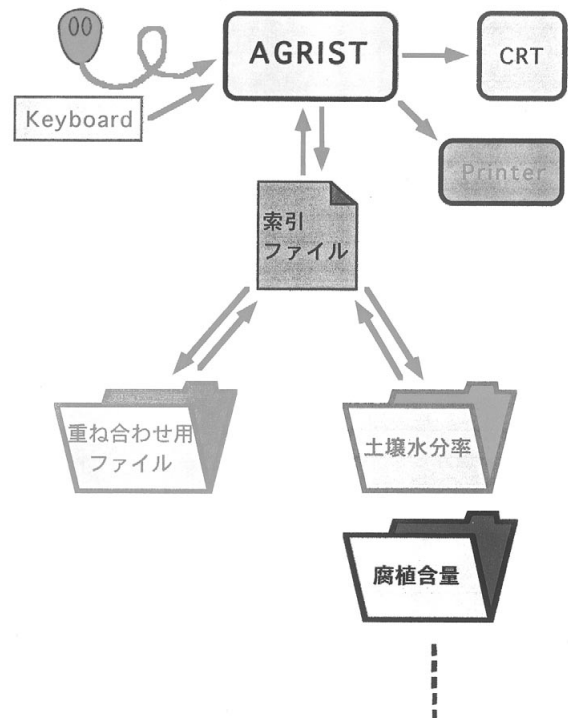 AGRIST
CRT
Keyboard
Printer
索引
ファイル
重ね合わせ用
ファイル
土壌水分率
腐植含量